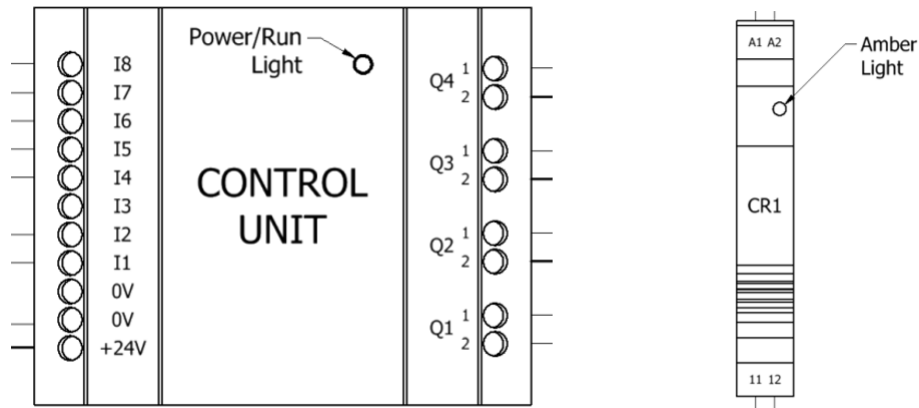 Power/Run
Light
I8
I7
I6
I5
I4
I3
I2
I1
0V
0V
+24V
CONTROL
UNIT
Q4 1
2
Q3 1
2
Q2 1
2
Q1 1
2
A1 A2
Amber
Light
CR1
11 12